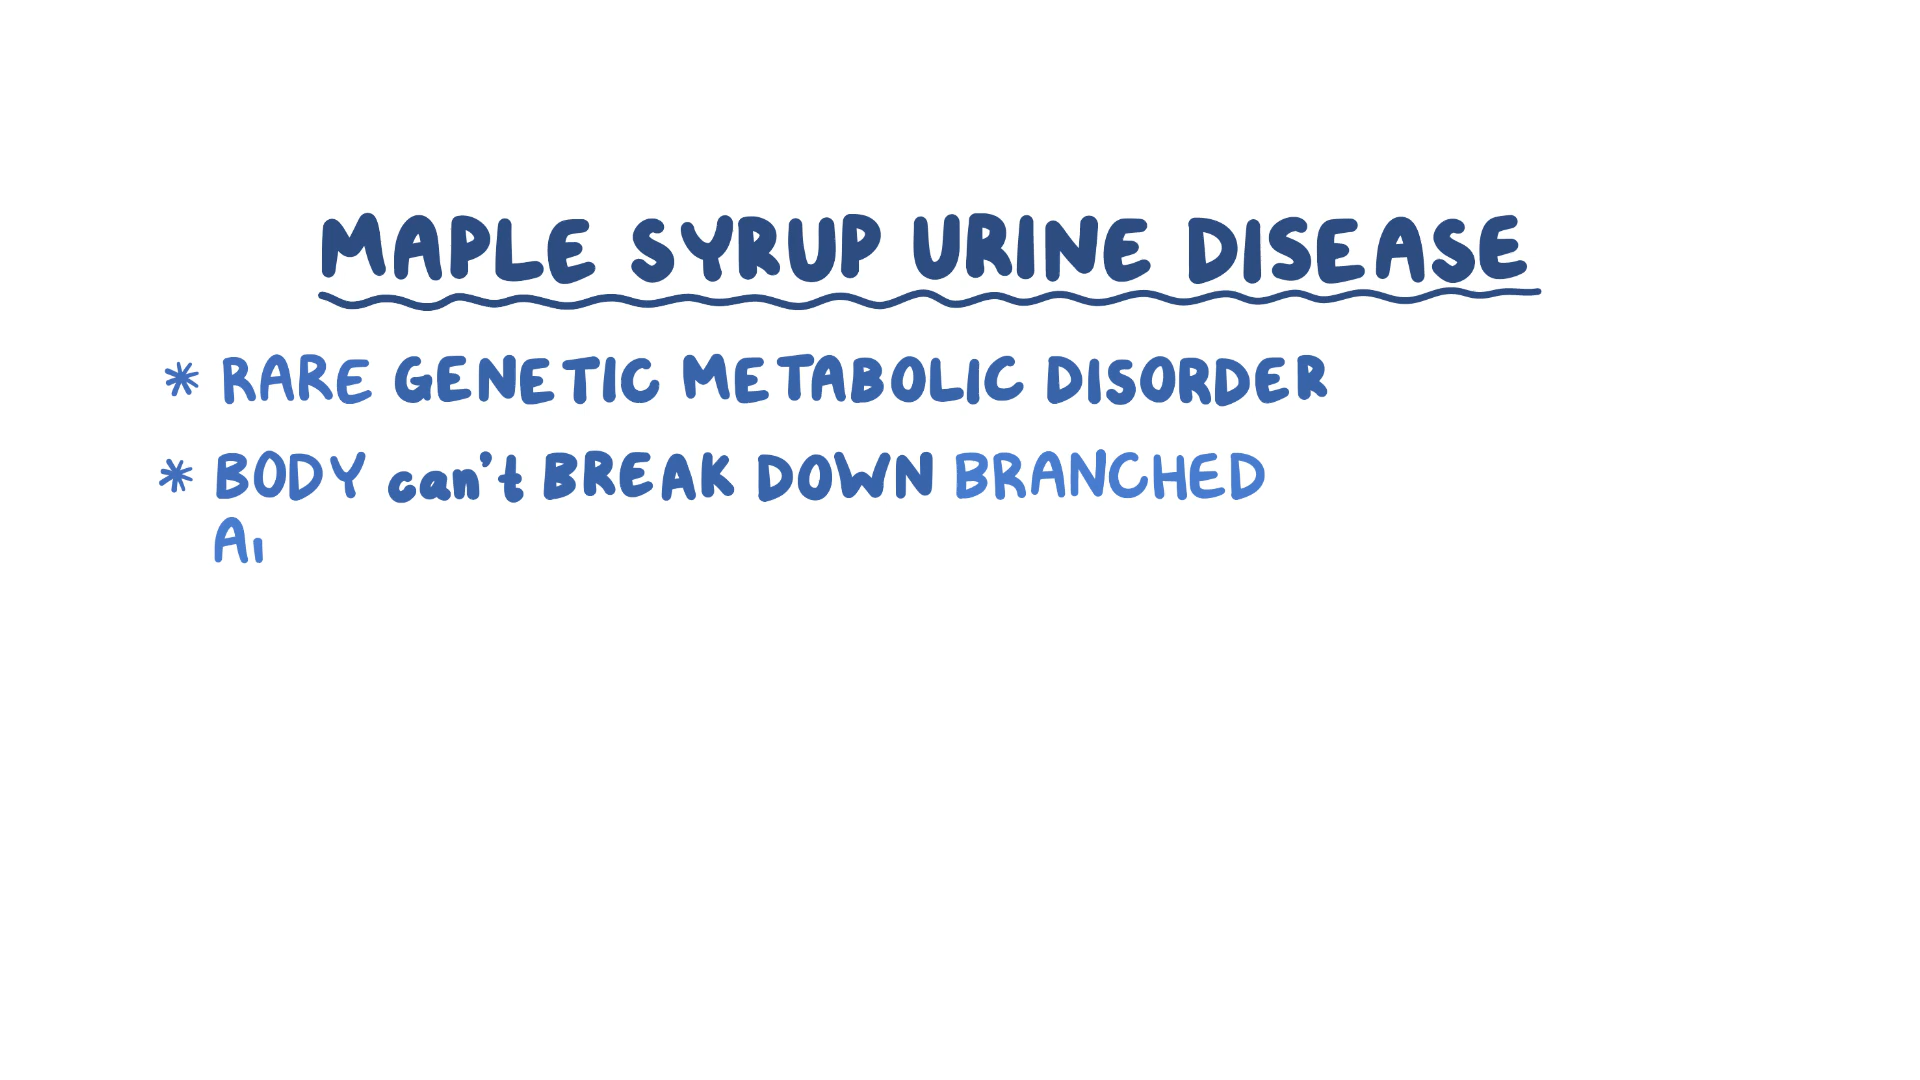 MAPLE SYRUP URINE DISEASE
* RARE GENETIC METABOLIC DISORDER
* BODY can't BREAK DOWN BRANCHED
A